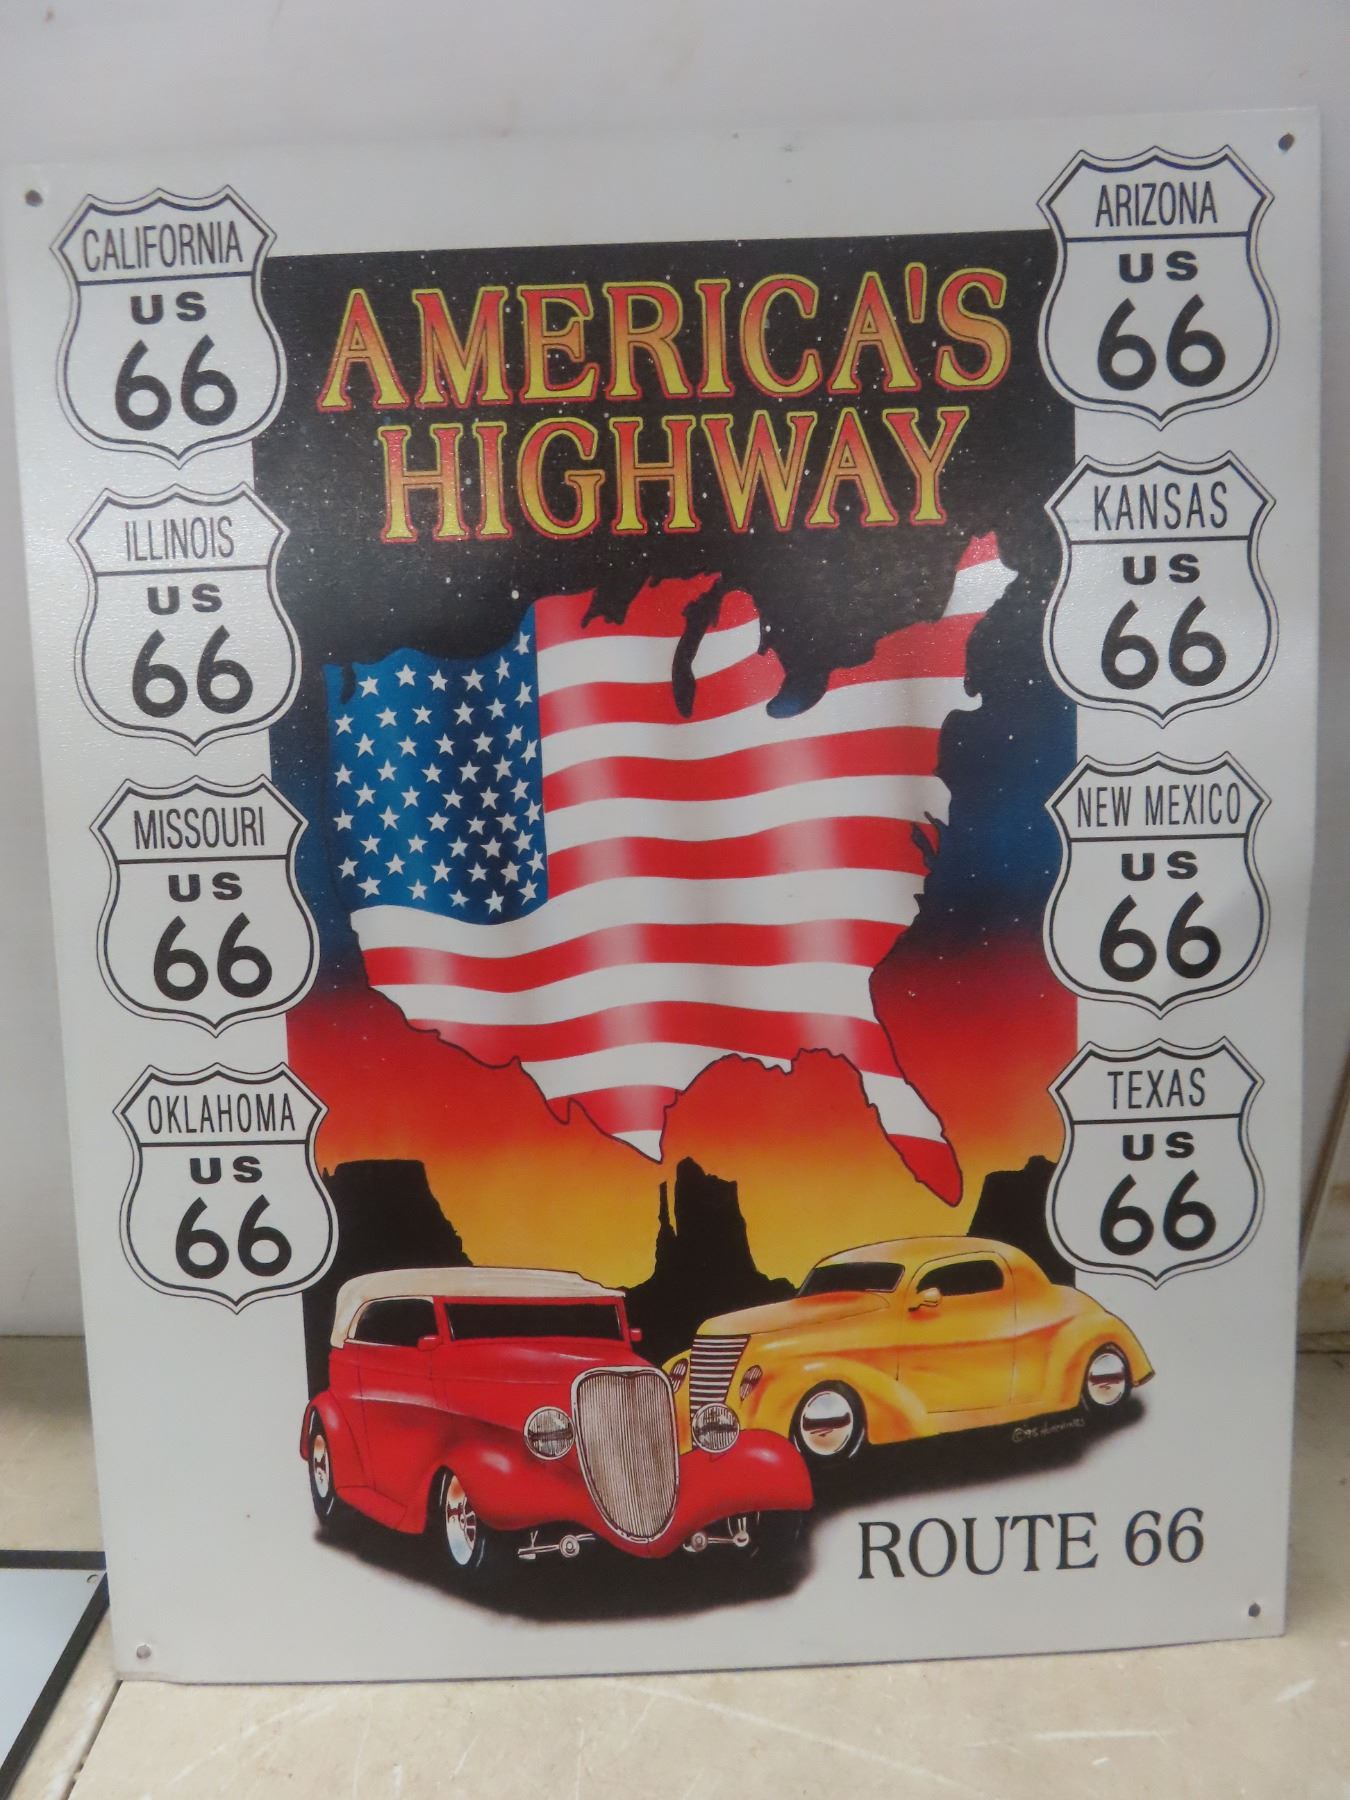 AMERICA'S
HIGHWAY
CALIFORNIA
US
66
ILLINOIS
US
66
MISSOURI
US
66
OKLAHOMA
US
66
ARIZONA
US
66
KANSAS
US
66
NEW MEXICO
US
66
TEXAS
US
66
ROUTE 66